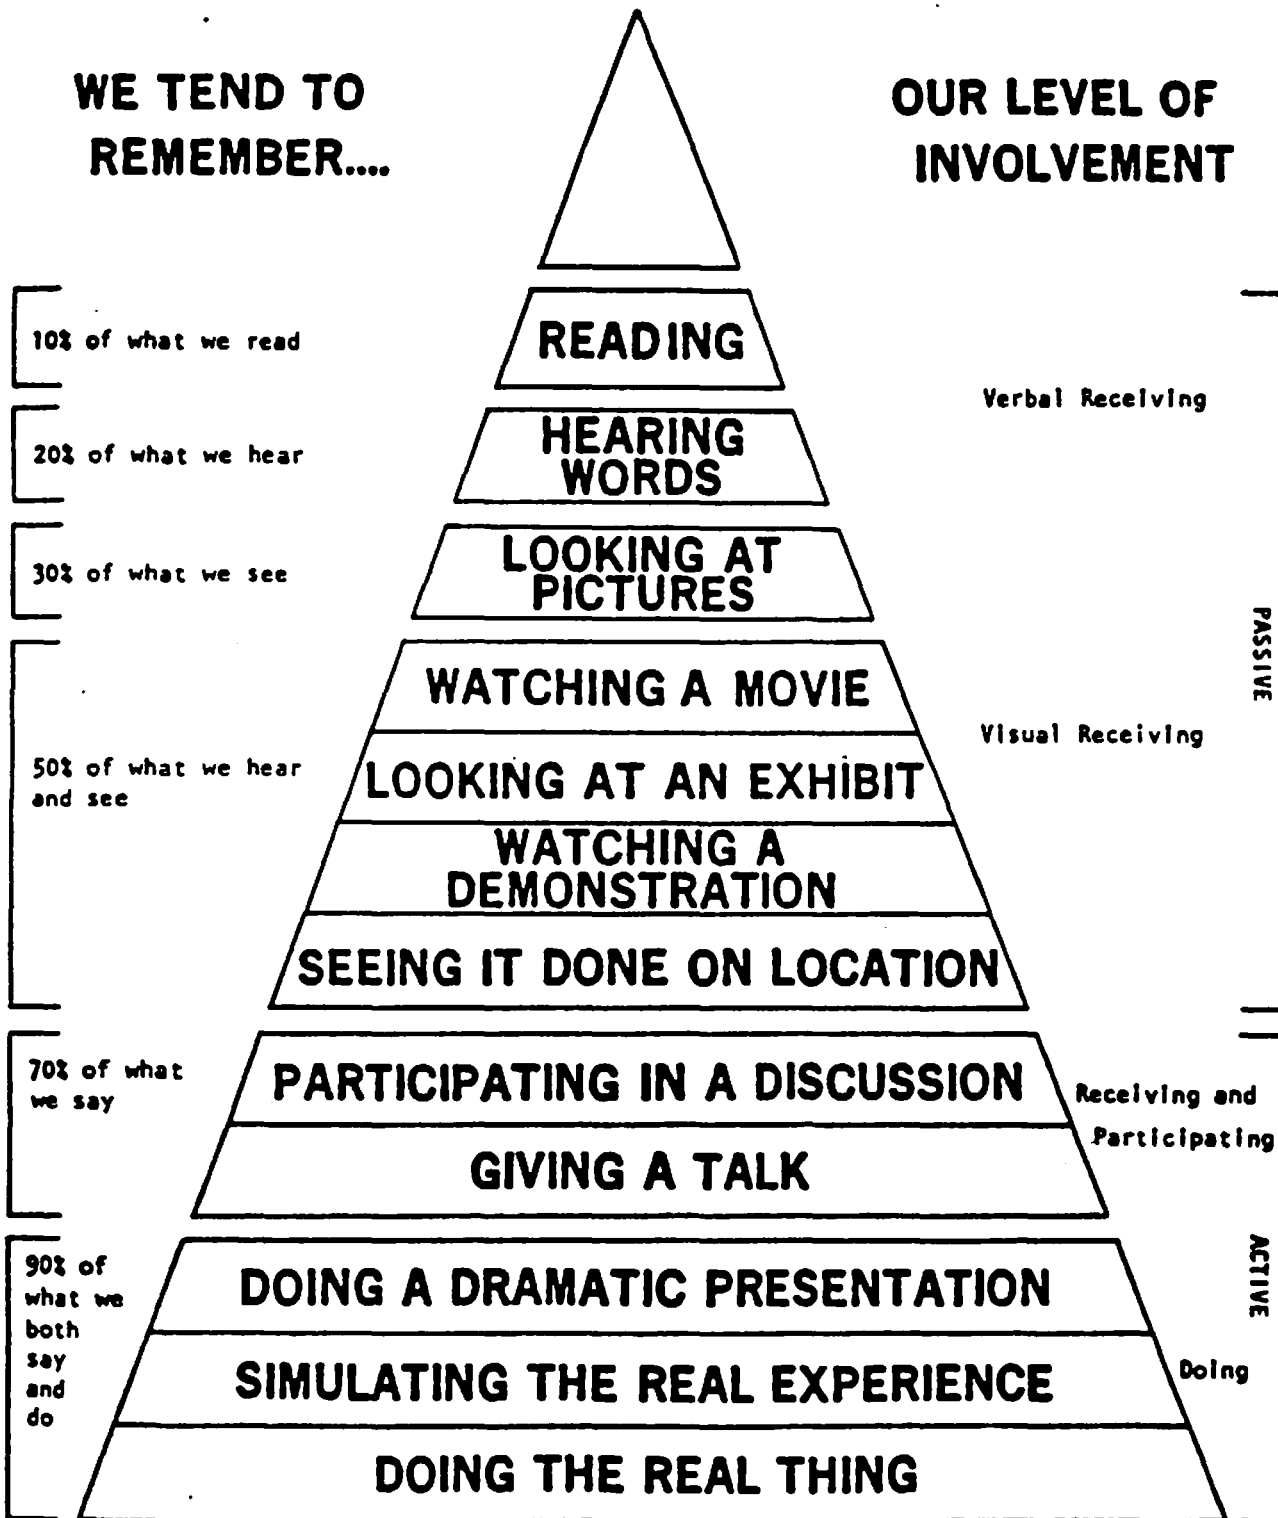 WE TEND TO
REMEMBER....
OUR LEVEL OF
INVOLVEMENT
10% of what we read
READING
Verbal Receiving
20% of what we hear
HEARING
WORDS
30% of what we see
LOOKING AT
PICTURES
PASSIVE
WATCHING A MOVIE
Visual Receiving
50% of what we hear
and see
LOOKING AT AN EXHIBIT
WATCHING A
DEMONSTRATION
SEEING IT DONE ON LOCATION
70% of what
we say
PARTICIPATING IN A DISCUSSION
Receiving and
Participating
GIVING A TALK
90% of
what we
both
say
and
do
DOING A DRAMATIC PRESENTATION
ACTIVE
SIMULATING THE REAL EXPERIENCE
Doing
DOING THE REAL THING